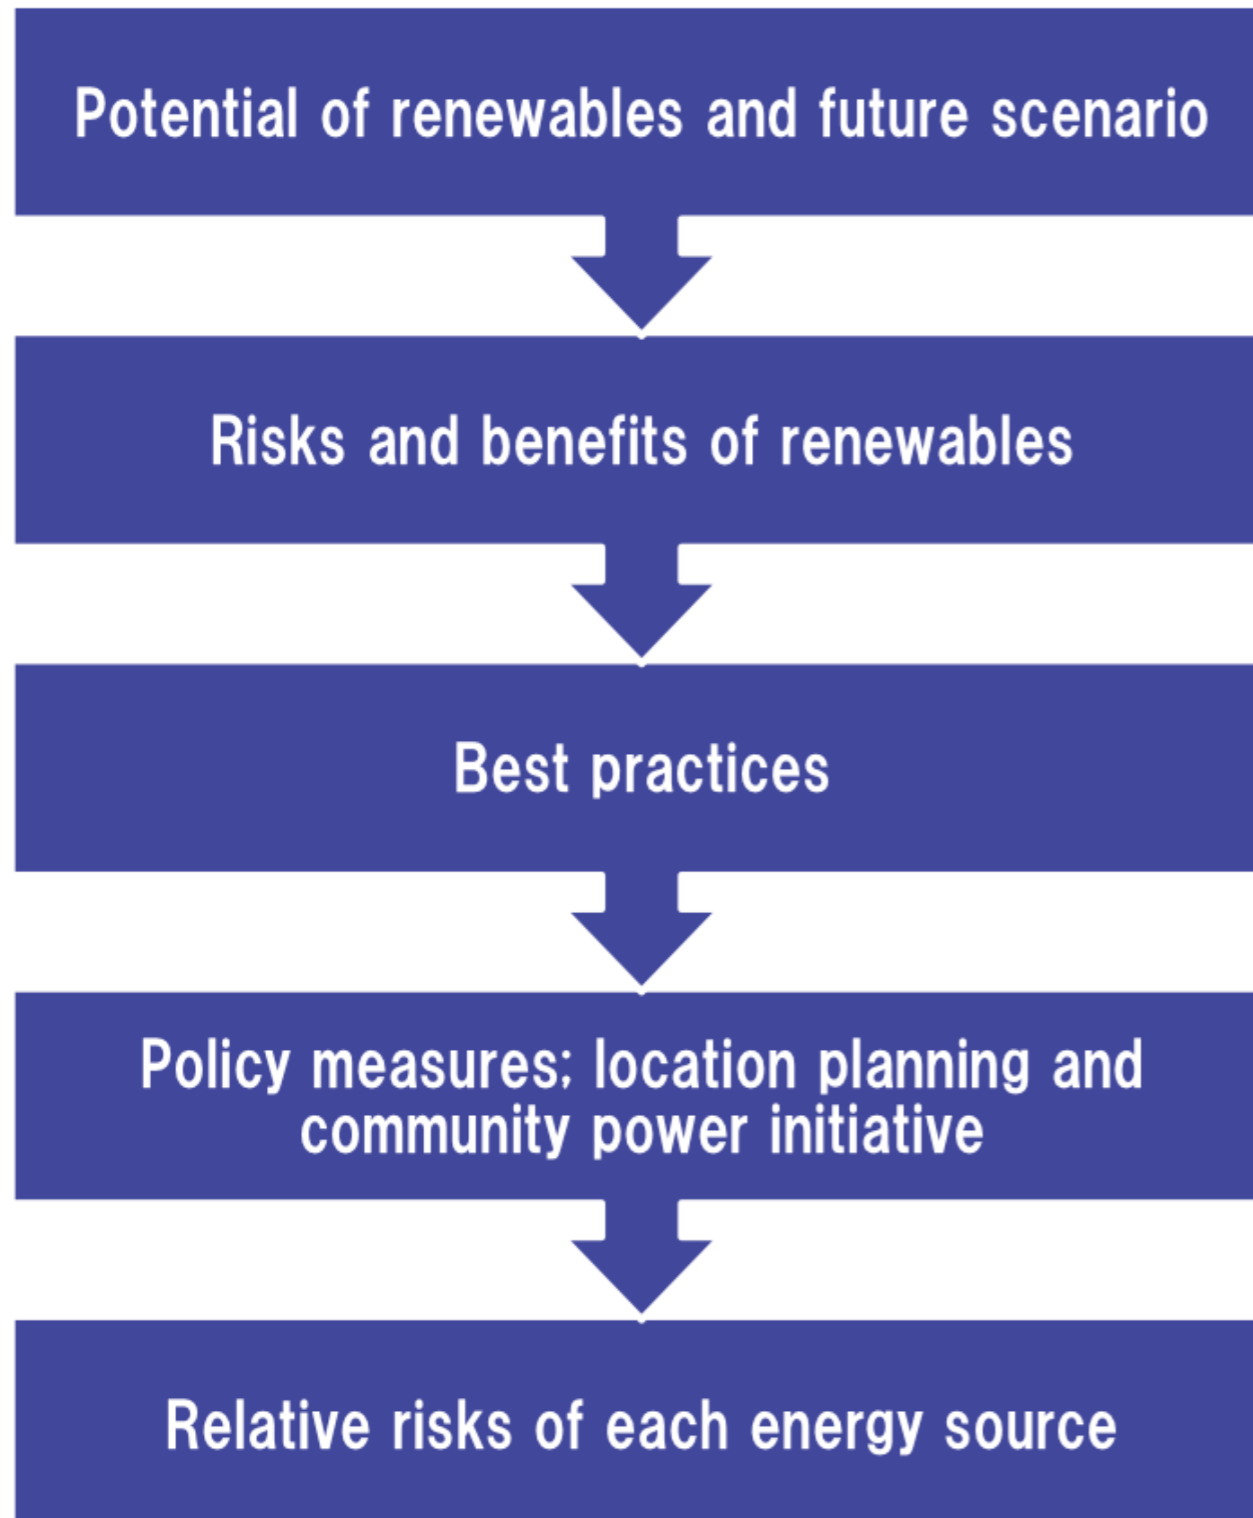 Potential of renewables and future scenario
Risks and benefits of renewables
Best practices
Policy measures: location planning and
community power initiative
Relative risks of each energy source